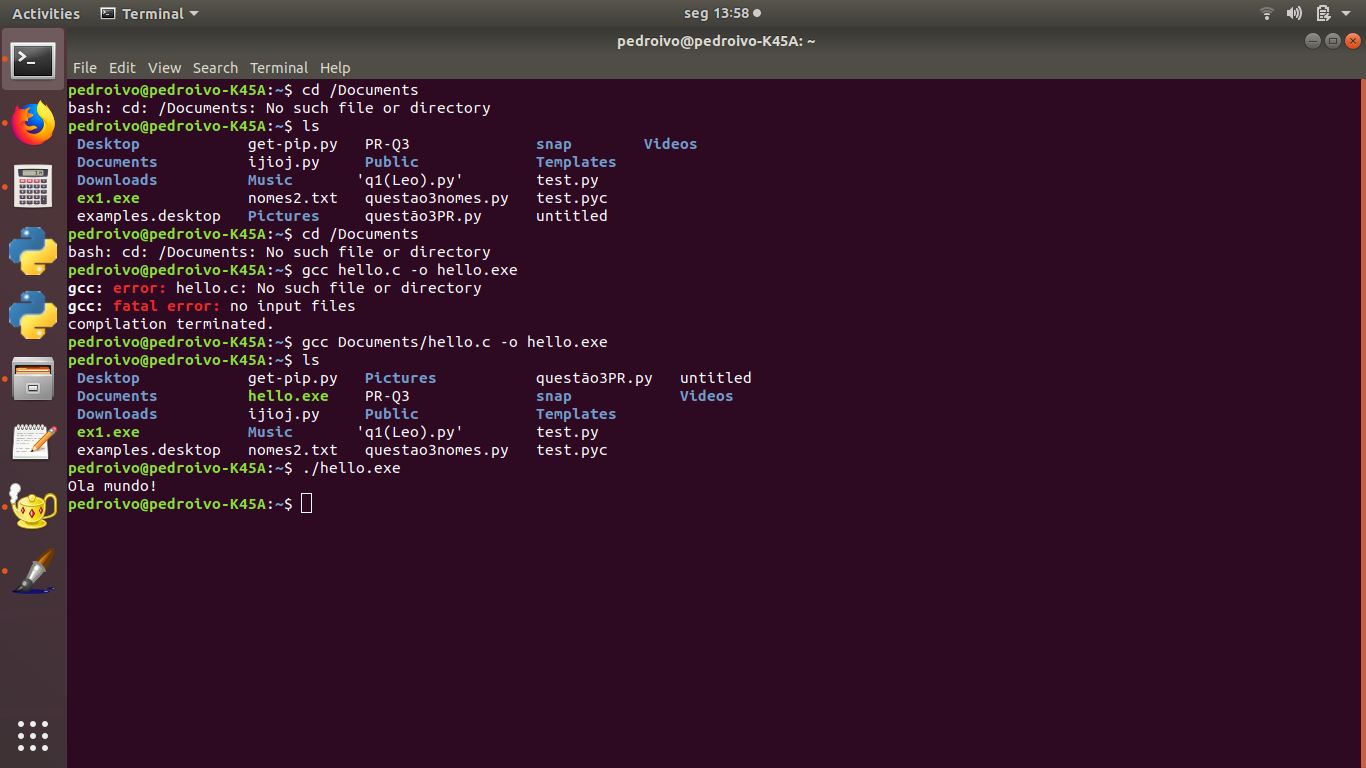 Activities Terminal seg 13:58
pedroivo@pedroivo-K45A: ~
File Edit View Search Terminal Help
pedroivo@pedroivo-K45A:~$ cd /Documents
bash: cd: /Documents: No such file or directory
pedroivo@pedroivo-K45A:~$ ls
Desktop get-pip.py PR-Q3 snap Videos
Documents ijioj.py Public Templates
Downloads Music 'q1(Leo).py' test.py
ex1.exe nomes2.txt questao3nomes.py test.pyc
examples.desktop Pictures questão3PR.py untitled
pedroivo@pedroivo-K45A:~$ cd /Documents
bash: cd: /Documents: No such file or directory
pedroivo@pedroivo-K45A:~$ gcc hello.c -o hello.exe
gcc: error: hello.c: No such file or directory
gcc: fatal error: no input files
compilation terminated.
pedroivo@pedroivo-K45A:~$ gcc Documents/hello.c -o hello.exe
pedroivo@pedroivo-K45A:~$ ls
Desktop get-pip.py Pictures questão3PR.py untitled
Documents hello.exe PR-Q3 snap Videos
Downloads ijioj.py Public Templates
ex1.exe Music 'q1(Leo).py' test.py
examples.desktop nomes2.txt questao3nomes.py test.pyc
pedroivo@pedroivo-K45A:~$ ./hello.exe
Ola mundo!
pedroivo@pedroivo-K45A:~$